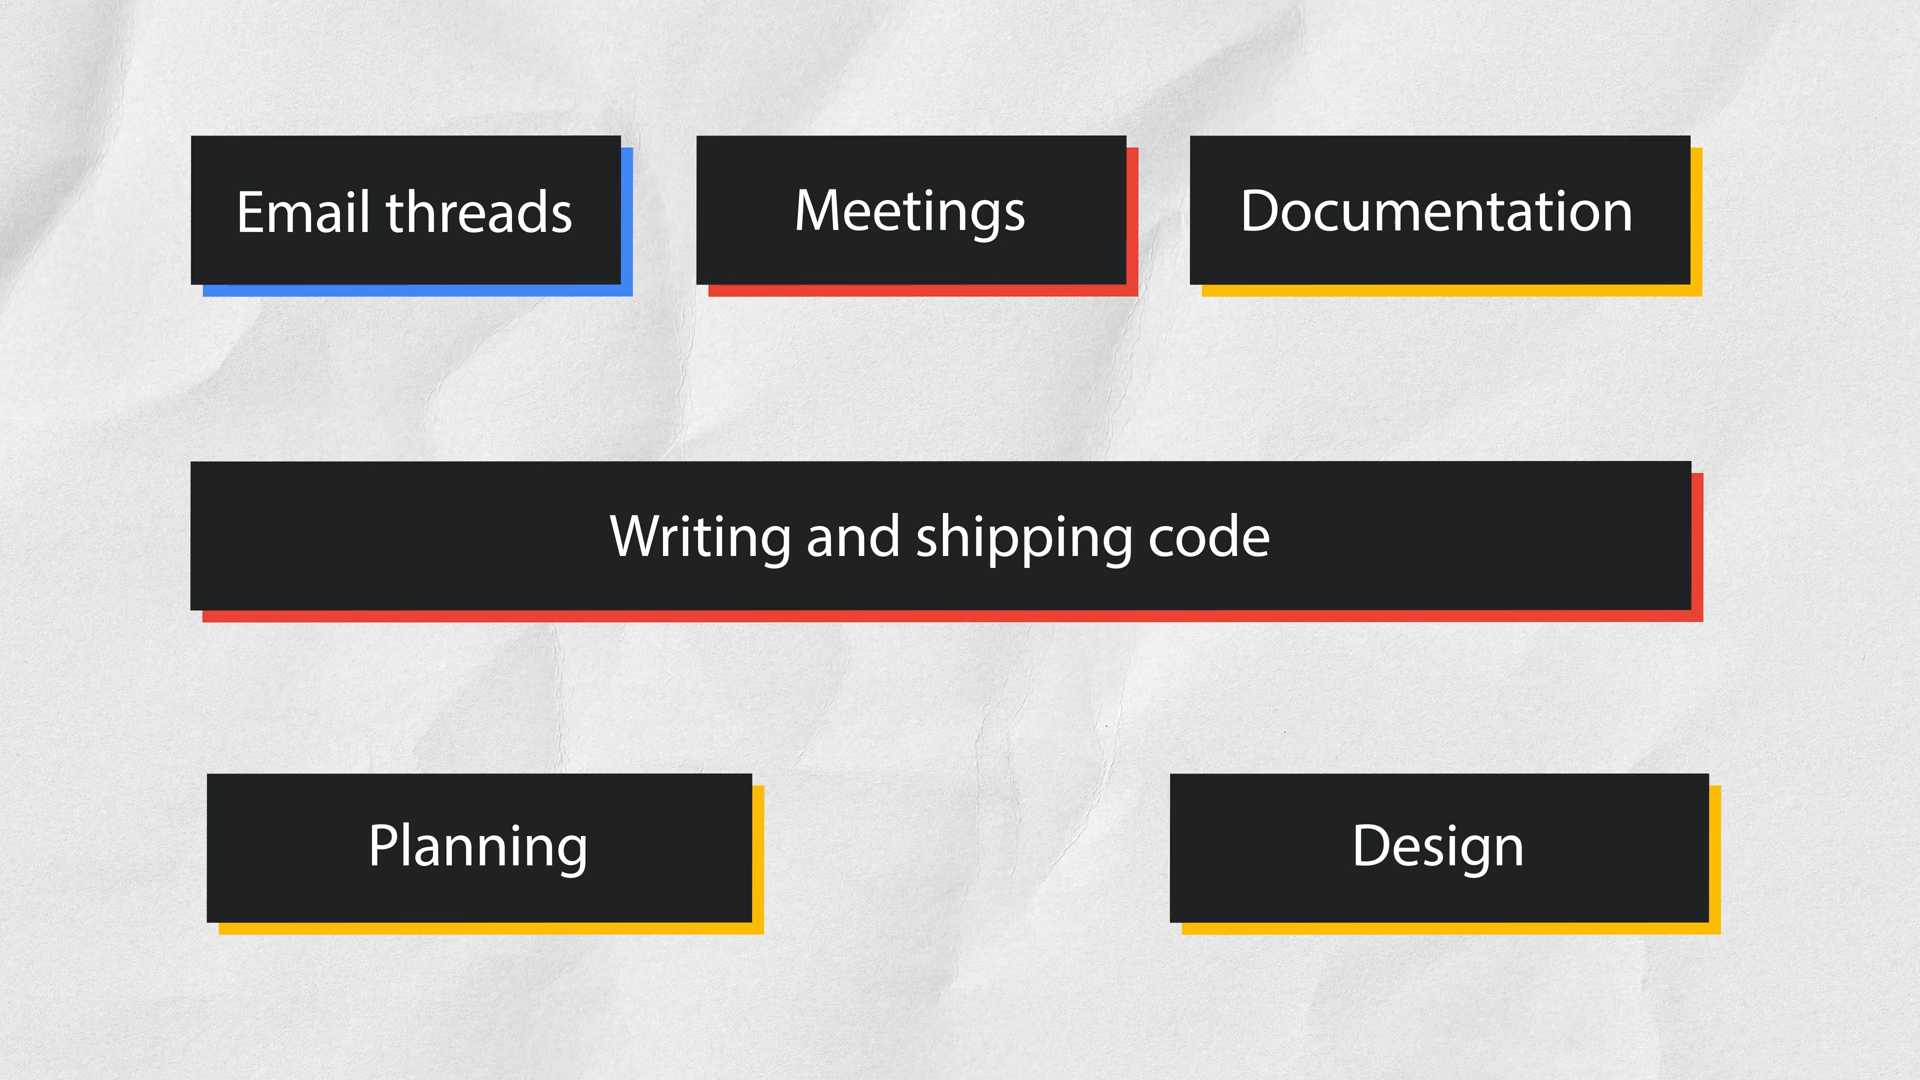 Email threads
Meetings
Documentation
Writing and shipping code
Planning
Design